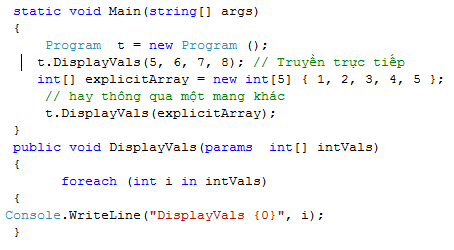 static void Main(string[] args)
{
Program  t = new Program ();
t.DisplayVals(5, 6, 7, 8); // Truyền trực tiếp
int[] explicitArray = new int[5] { 1, 2, 3, 4, 5 };
// hay thông qua một mang khác
t.DisplayVals(explicitArray);
}
public void DisplayVals(params  int[] intVals)
{
foreach (int i in intVals)
{
Console.WriteLine("DisplayVals {0}", i);
}